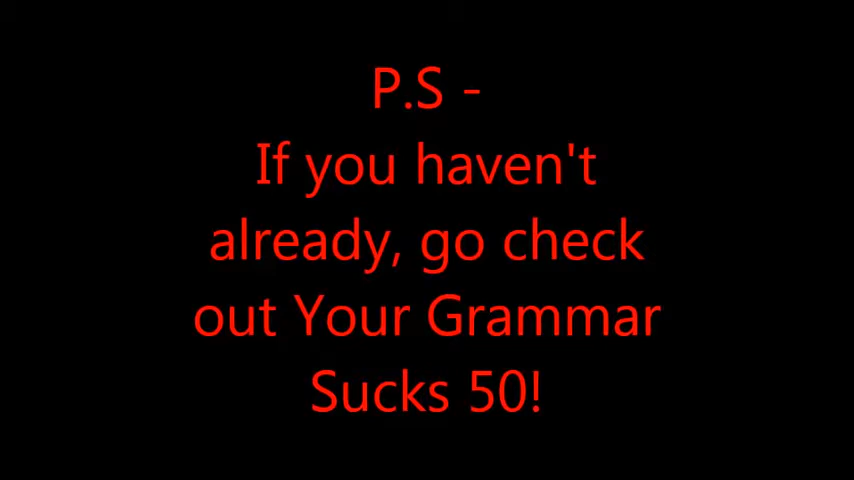 P.S -
If you haven't
already, go check
out Your Grammar
Sucks 50!